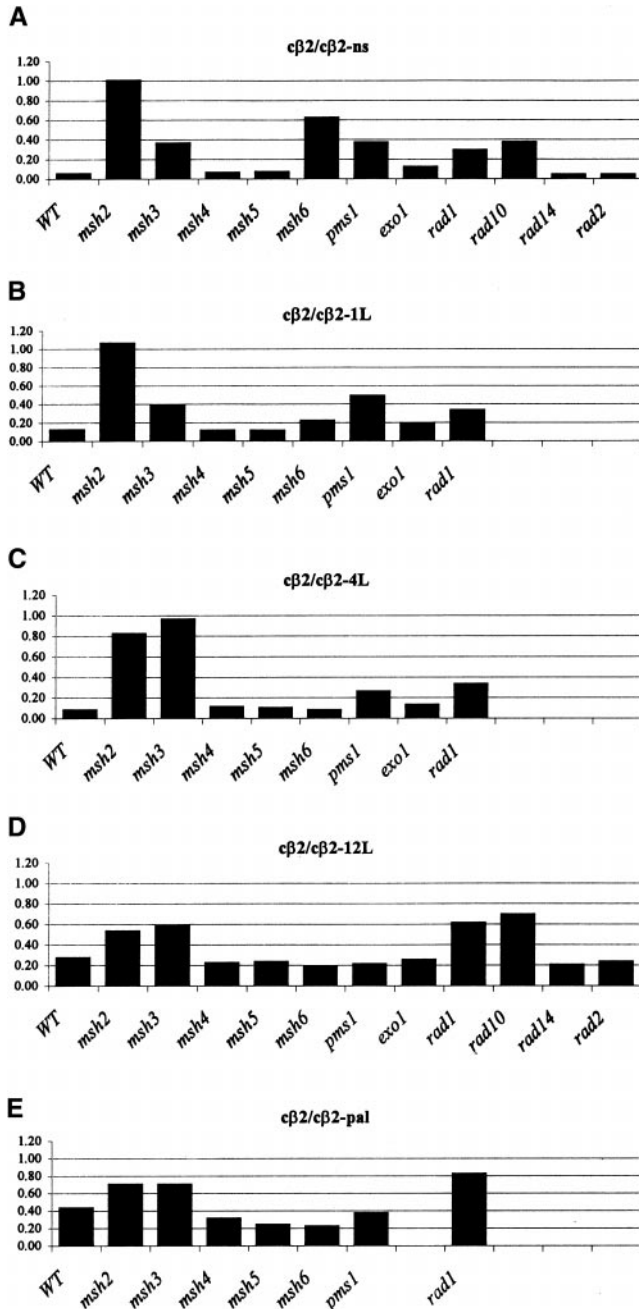 A
cβ2/cβ2-ns
1.20
1.00
0.80
0.60
0.40
0.20
0.00
WT msh2 msh3 msh4 msh5 msh6 pms1 exo1 rad1 rad10 rad14 rad2
B
cβ2/cβ2-1L
1.20
1.00
0.80
0.60
0.40
0.20
0.00
WT msh2 msh3 msh4 msh5 msh6 pms1 exo1 rad1
C
cβ2/cβ2-4L
1.20
1.00
0.80
0.60
0.40
0.20
0.00
WT msh2 msh3 msh4 msh5 msh6 pms1 exo1 rad1
D
cβ2/cβ2-12L
1.20
1.00
0.80
0.60
0.40
0.20
0.00
WT msh2 msh3 msh4 msh5 msh6 pms1 exo1 rad1 rad10 rad14 rad2
E
cβ2/cβ2-pal
1.20
1.00
0.80
0.60
0.40
0.20
0.00
WT msh2 msh3 msh4 msh5 msh6 pms1 rad1